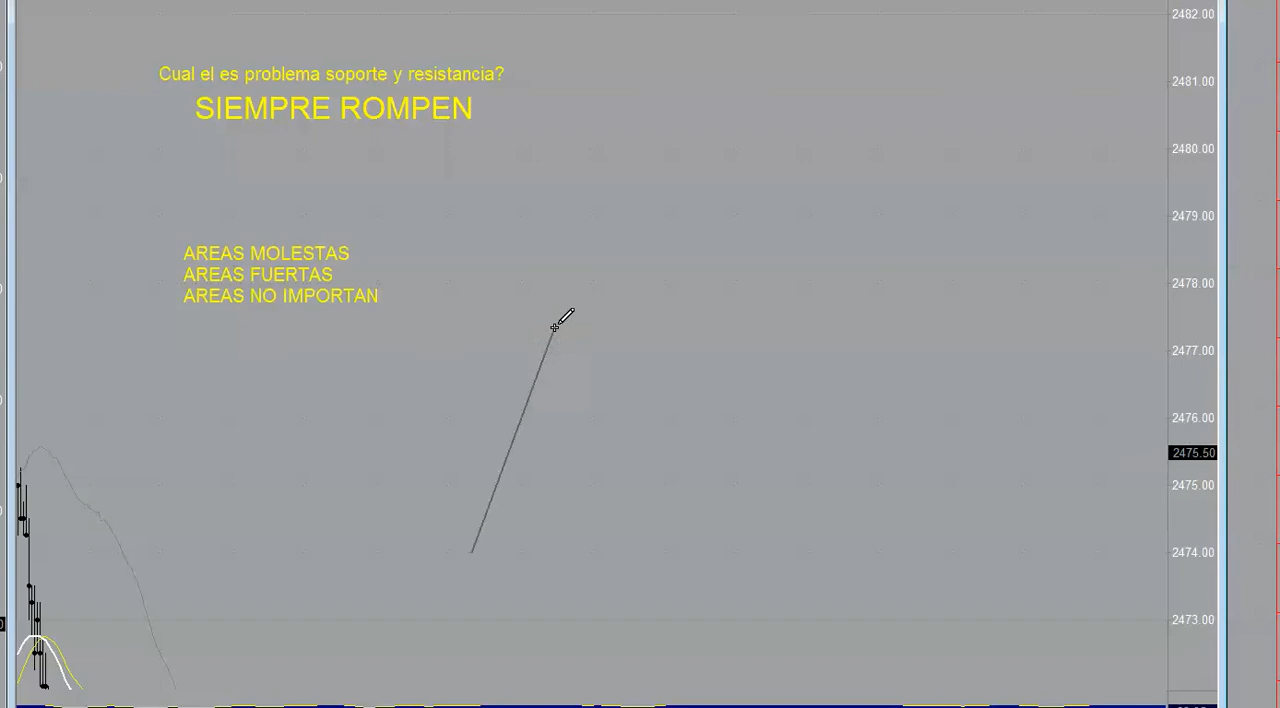 2482.00
Cual el es problema soporte y resistancia?
2481.00
SIEMPRE ROMPEN
2480.00
2479.00
AREAS MOLESTAS
AREAS FUERTAS
2478.00
AREAS NO IMPORTAN
2477.00
2476.00
2475.50
2475.00
2474.00
2473.00